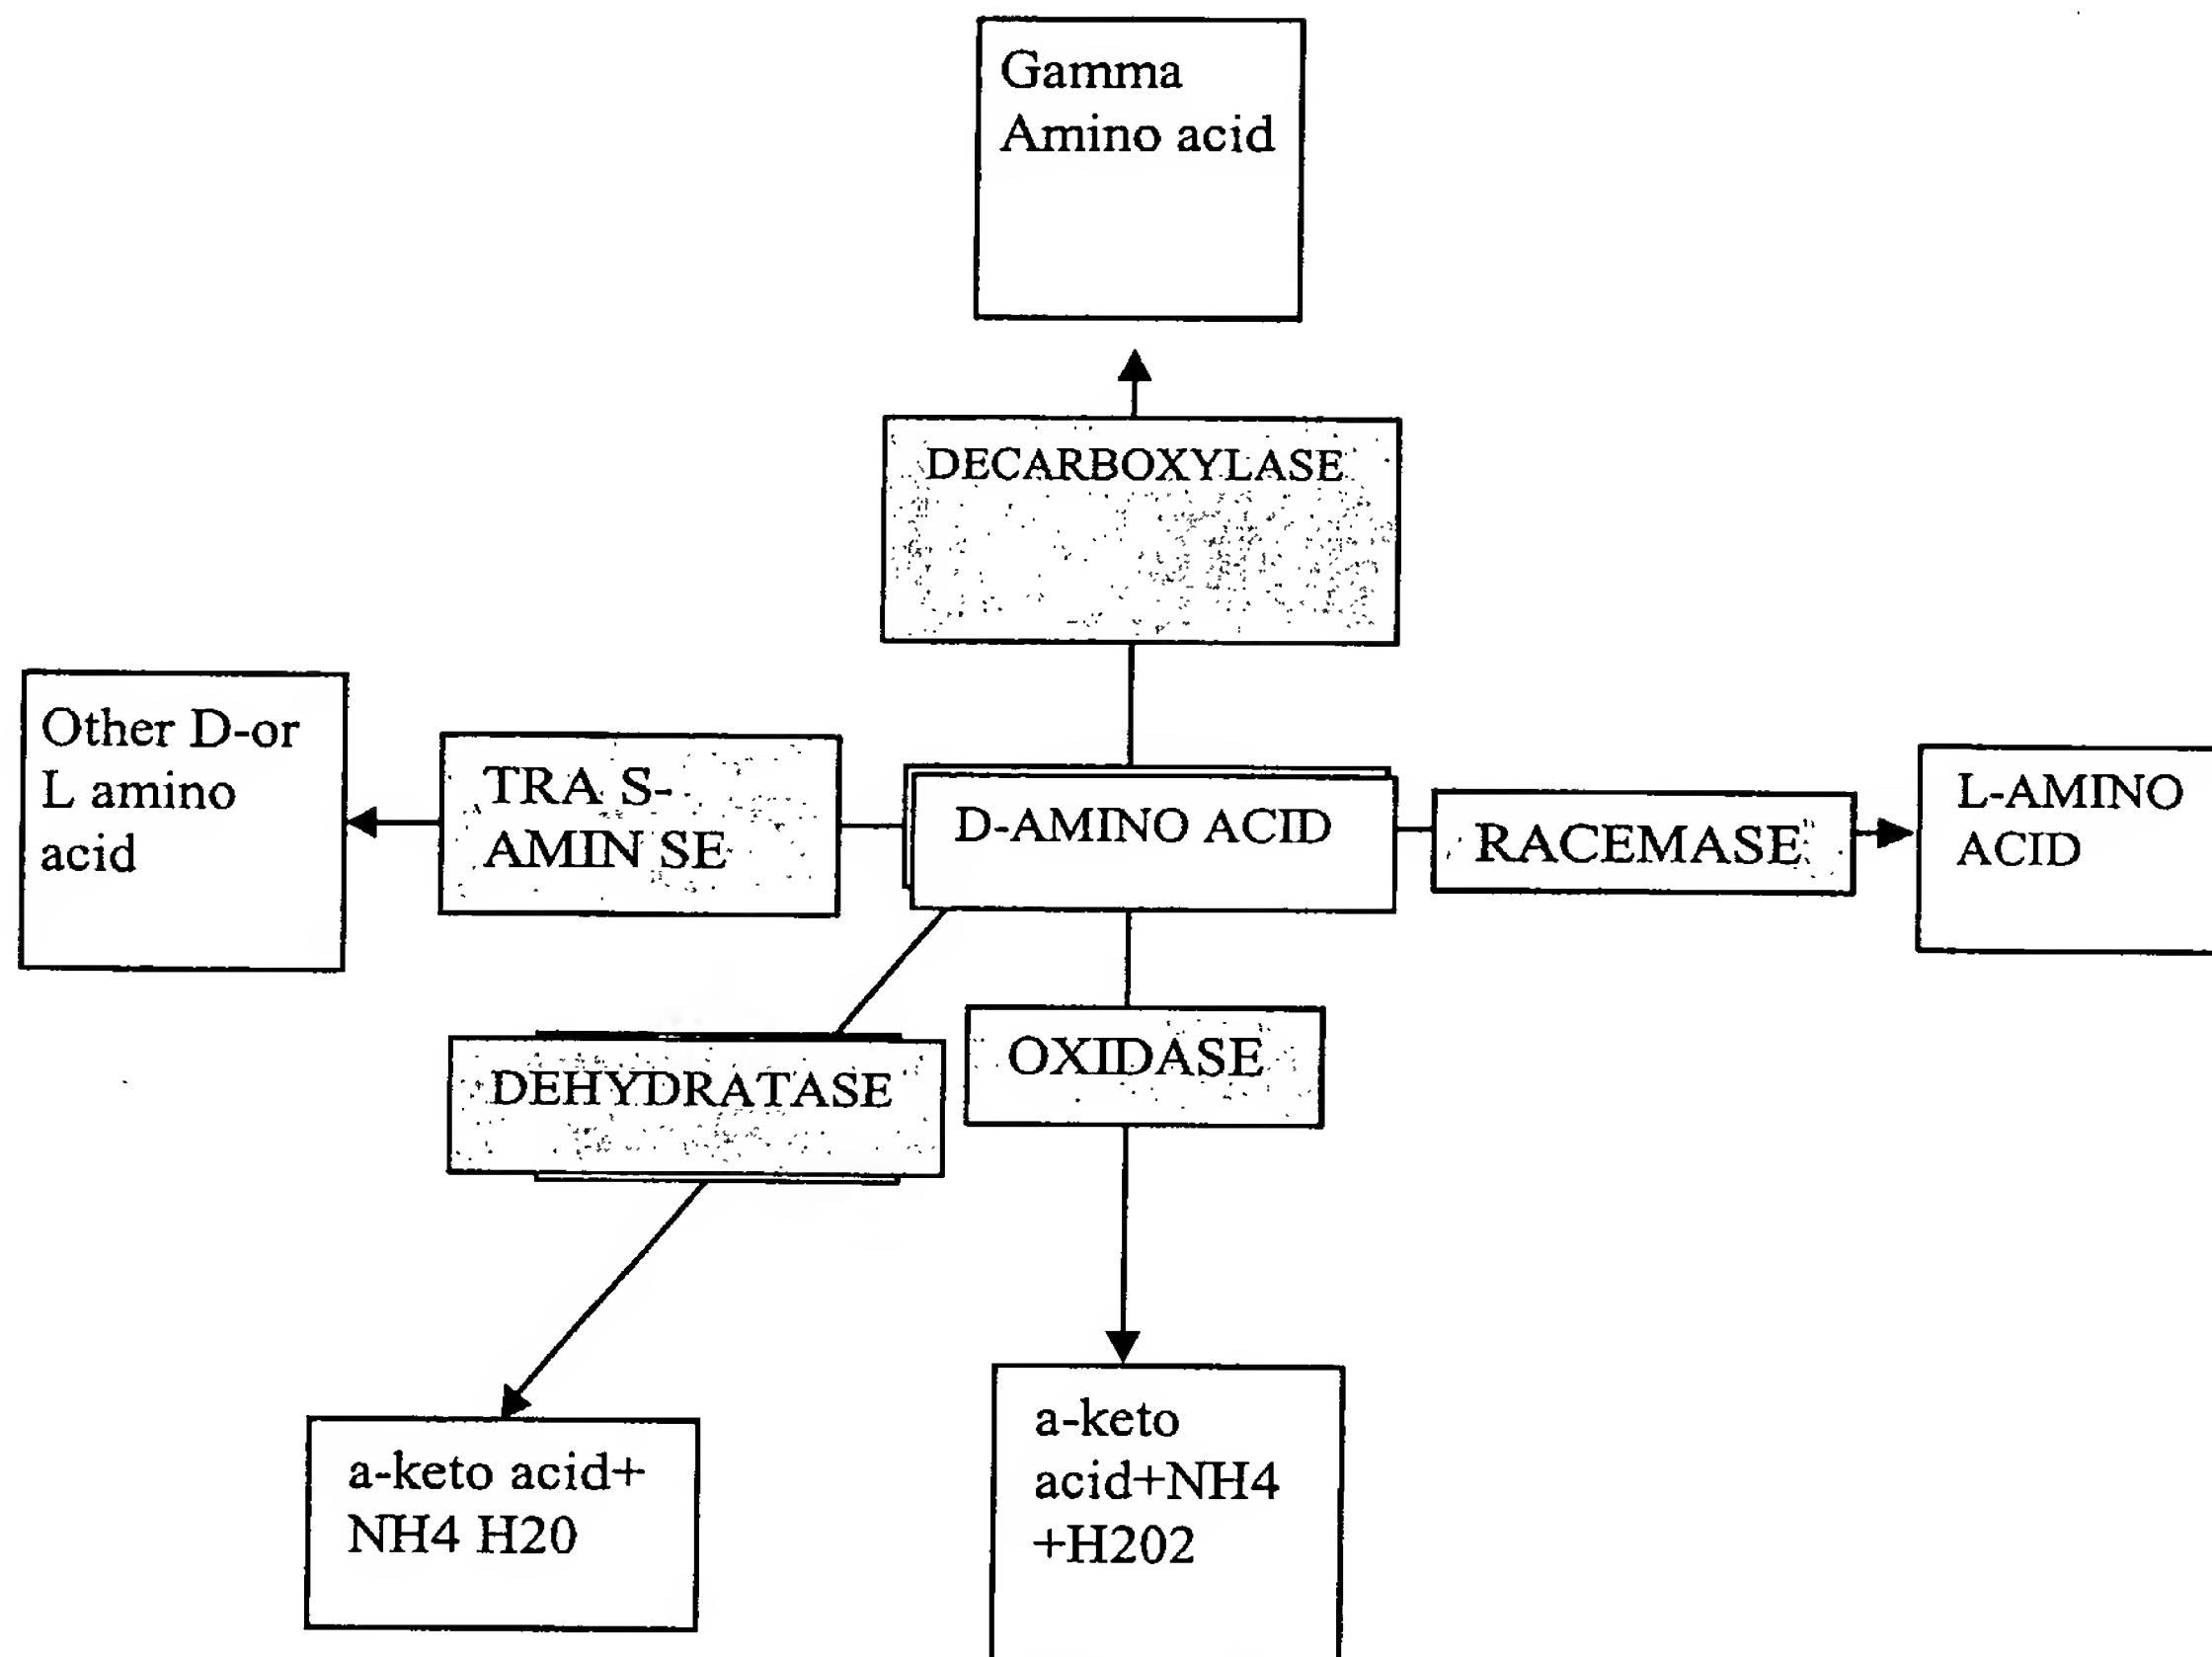 Gamma
Amino acid
DECARBOXYLASE
Other D-or
L amino
acid
TRA S-
AMIN SE
D-AMINO ACID
RACEMASE
L-AMINO
ACID
DEHYDRATASE
OXIDASE
a-keto acid+
NH4 H20
a-keto
acid+NH4
+H202